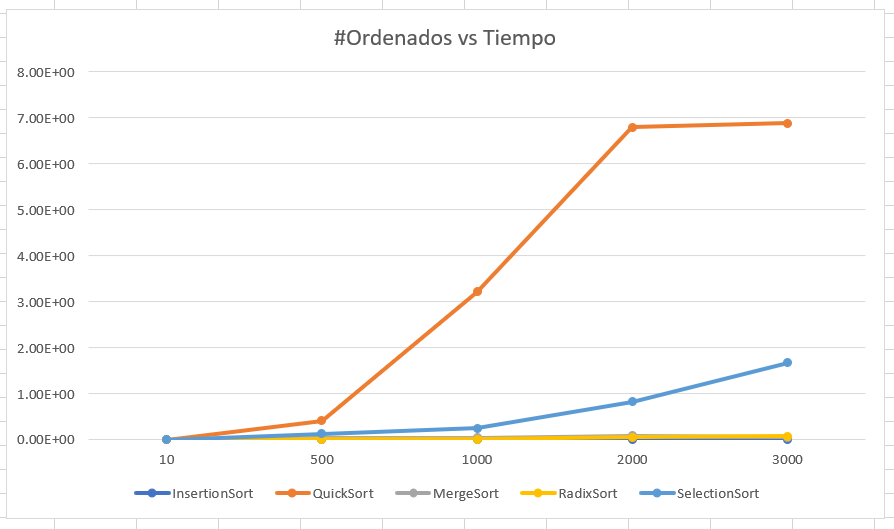 #Ordenados vs Tiempo
8.00E+00
7.00E+00
6.00E+00
5.00E+00
4.00E+00
3.00E+00
2.00E+00
1.00E+00
0.00E+00
10 500 1000 2000 3000
InsertionSort QuickSort MergeSort RadixSort SelectionSort